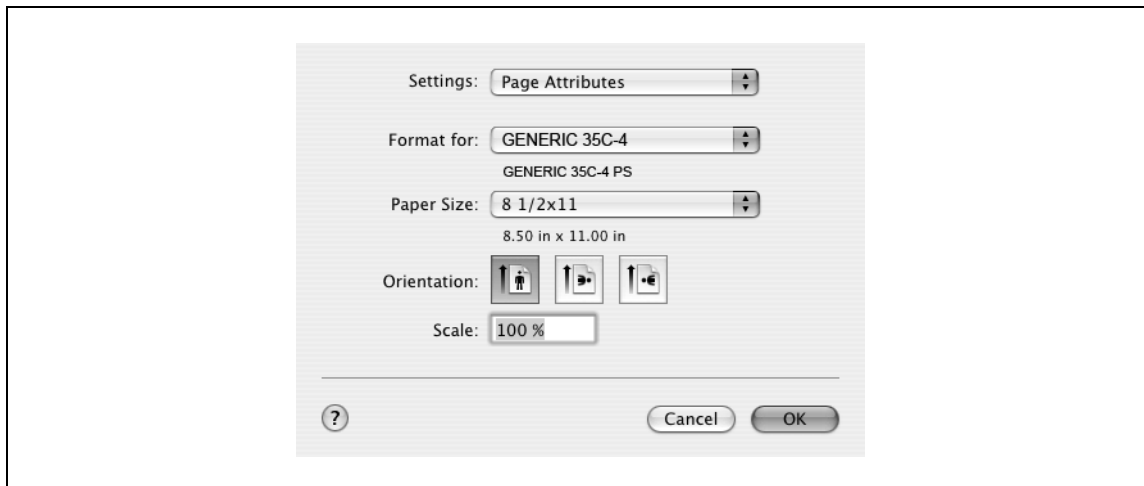 Settings: Page Attributes
Format for: GENERIC 35C-4
GENERIC 35C-4 PS
Paper Size: 8 1/2x11
8.50 in x 11.00 in
Orientation:
Scale: 100 %
? Cancel OK